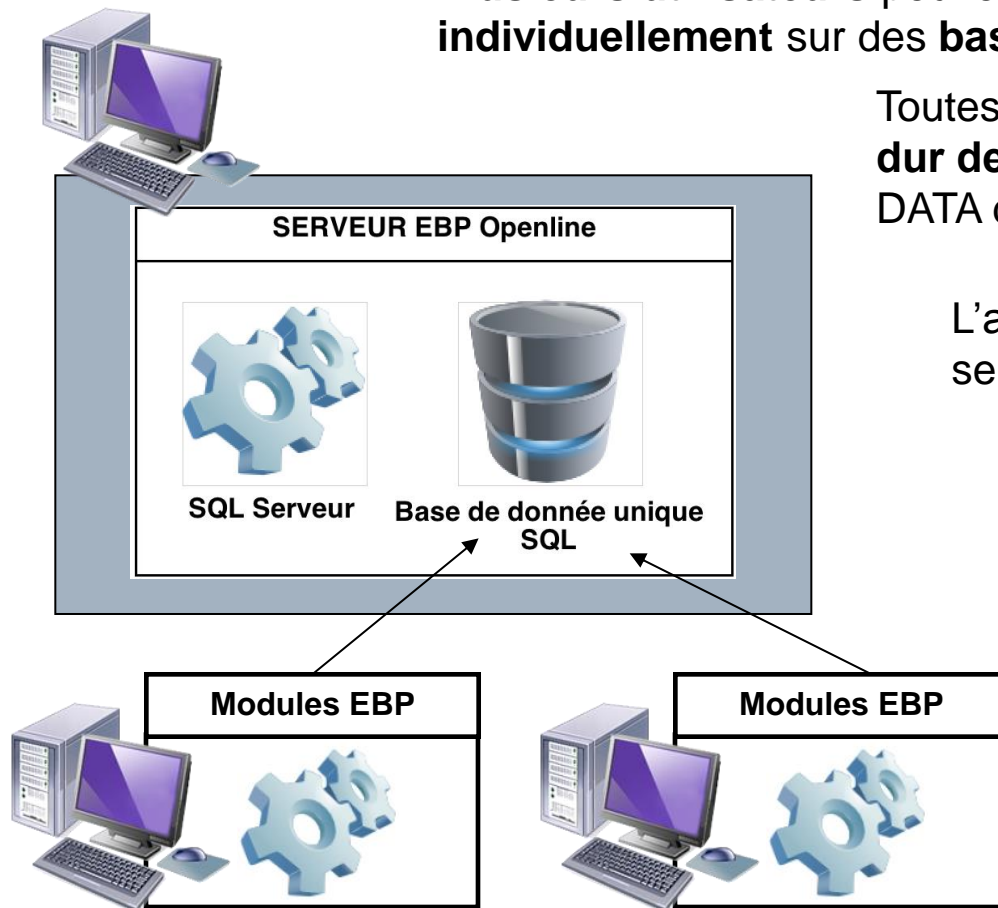 individuellement sur des
Toutes
dur de
DATA
L’a
se
SERVEUR EBP Openline
SQL Serveur
Base de donnée unique
SQL
Modules EBP
Modules EBP